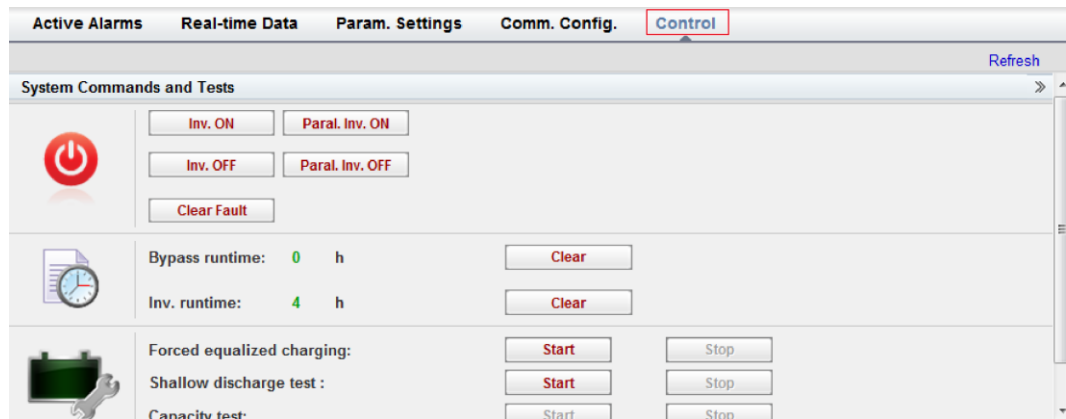 Active Alarms Real-time Data Param. Settings Comm. Config. Control
Refresh
System Commands and Tests
Inv. ON Paral. Inv. ON
Inv. OFF Paral. Inv. OFF
Clear Fault
Bypass runtime: 0 h Clear
Inv. runtime: 4 h Clear
Forced equalized charging: Start Stop
Shallow discharge test : Start Stop
Capacity test: Start Stop